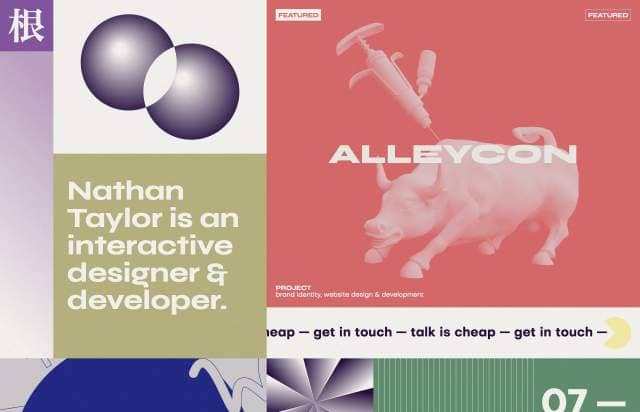 根
FEATURED
FEATURED
ALLEYCON
Nathan
Taylor is an
interactive
designer &
developer.
PROJECT
brand identity, website design & development
heap — get in touch — talk is cheap — get in touch —
07 —